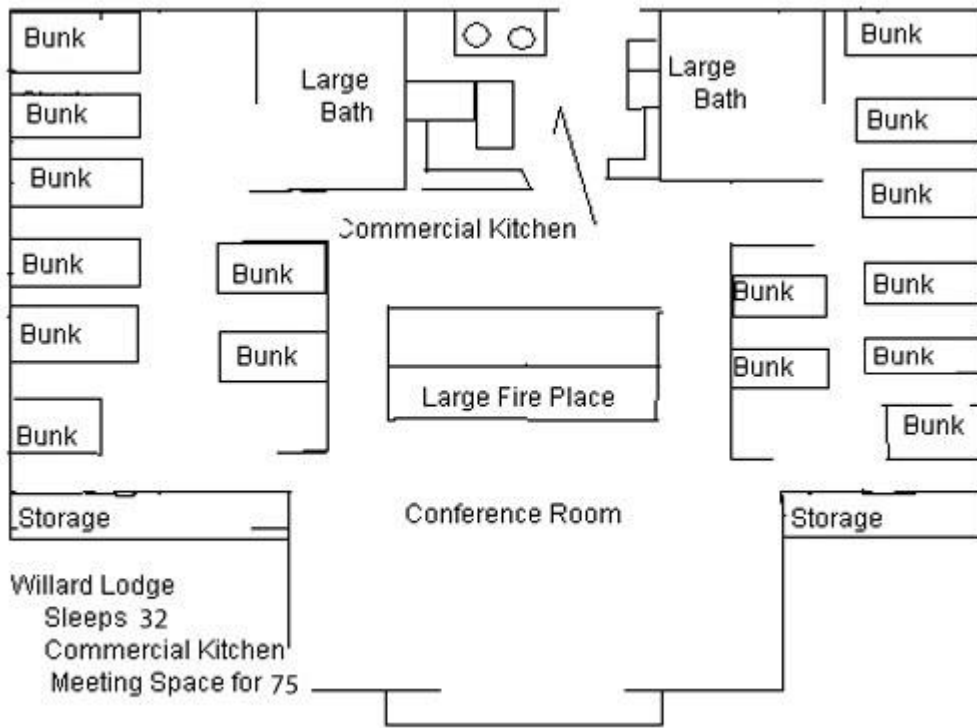 Bunk
Bunk
Bunk
Bunk
Bunk
Bunk
Bunk
Bunk
Large
Bath
Large
Bath
Commercial Kitchen
Large Fire Place
Conference Room
Bunk
Bunk
Bunk
Bunk
Bunk
Bunk
Bunk
Bunk
Storage
Storage
Willard Lodge
Sleeps 32
Commercial Kitchen
Meeting Space for 75